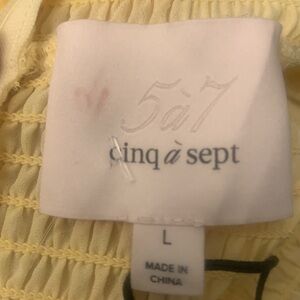 5à7
cinq à sept
L
MADE IN
CHINA